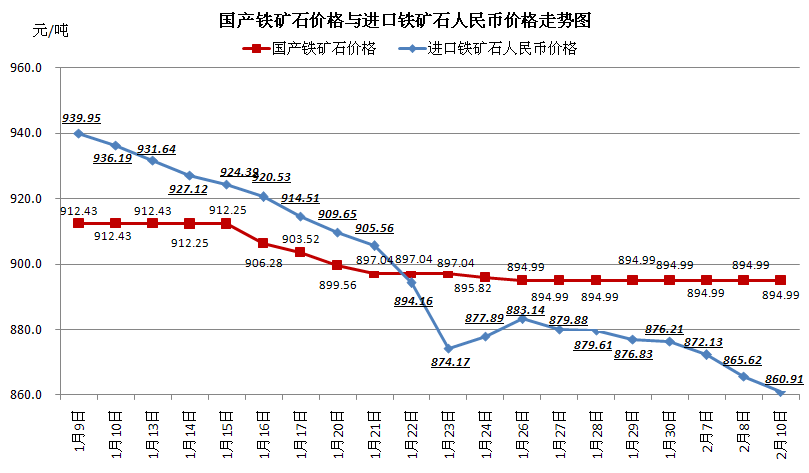 国产铁矿石价格与进口铁矿石人民币价格走势图
元/吨
国产铁矿石价格 进口铁矿石人民币价格
960.0
940.0
920.0
900.0
880.0
860.0
939.95
936.19
931.64
927.12
924.39
920.53
914.51
909.65
905.56
894.16
874.17
877.89
883.14
879.88
879.61
876.83
876.21
872.13
865.62
860.91
912.43
912.43
912.43
912.25
912.25
906.28
903.52
899.56
897.04
897.04
897.04
895.82
894.99
894.99
894.99
894.99
894.99
894.99
894.99
894.99
1月9日
1月10日
1月13日
1月14日
1月15日
1月16日
1月17日
1月20日
1月21日
1月22日
1月23日
1月24日
1月26日
1月27日
1月28日
1月29日
1月30日
2月7日
2月8日
2月10日